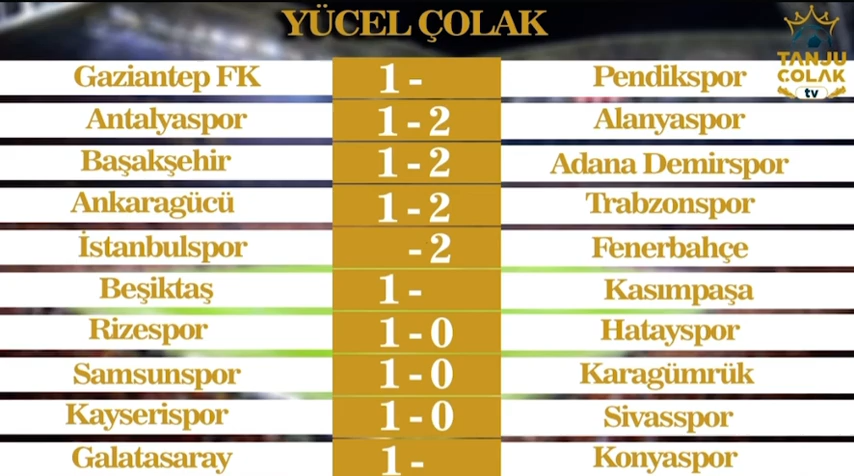 YÜCEL ÇOLAK
TANJU
ÇOLAK
tv
Gaziantep FK 1 - Pendikspor
Antalyaspor 1 - 2 Alanyaspor
Başakşehir 1 - 2 Adana Demirspor
Ankaragücü 1 - 2 Trabzonspor
İstanbulspor - 2 Fenerbahçe
Beşiktaş 1 - Kasımpaşa
Rizespor 1 - 0 Hatayspor
Samsunspor 1 - 0 Karagümrük
Kayserispor 1 - 0 Sivasspor
Galatasaray 1 - Konyaspor